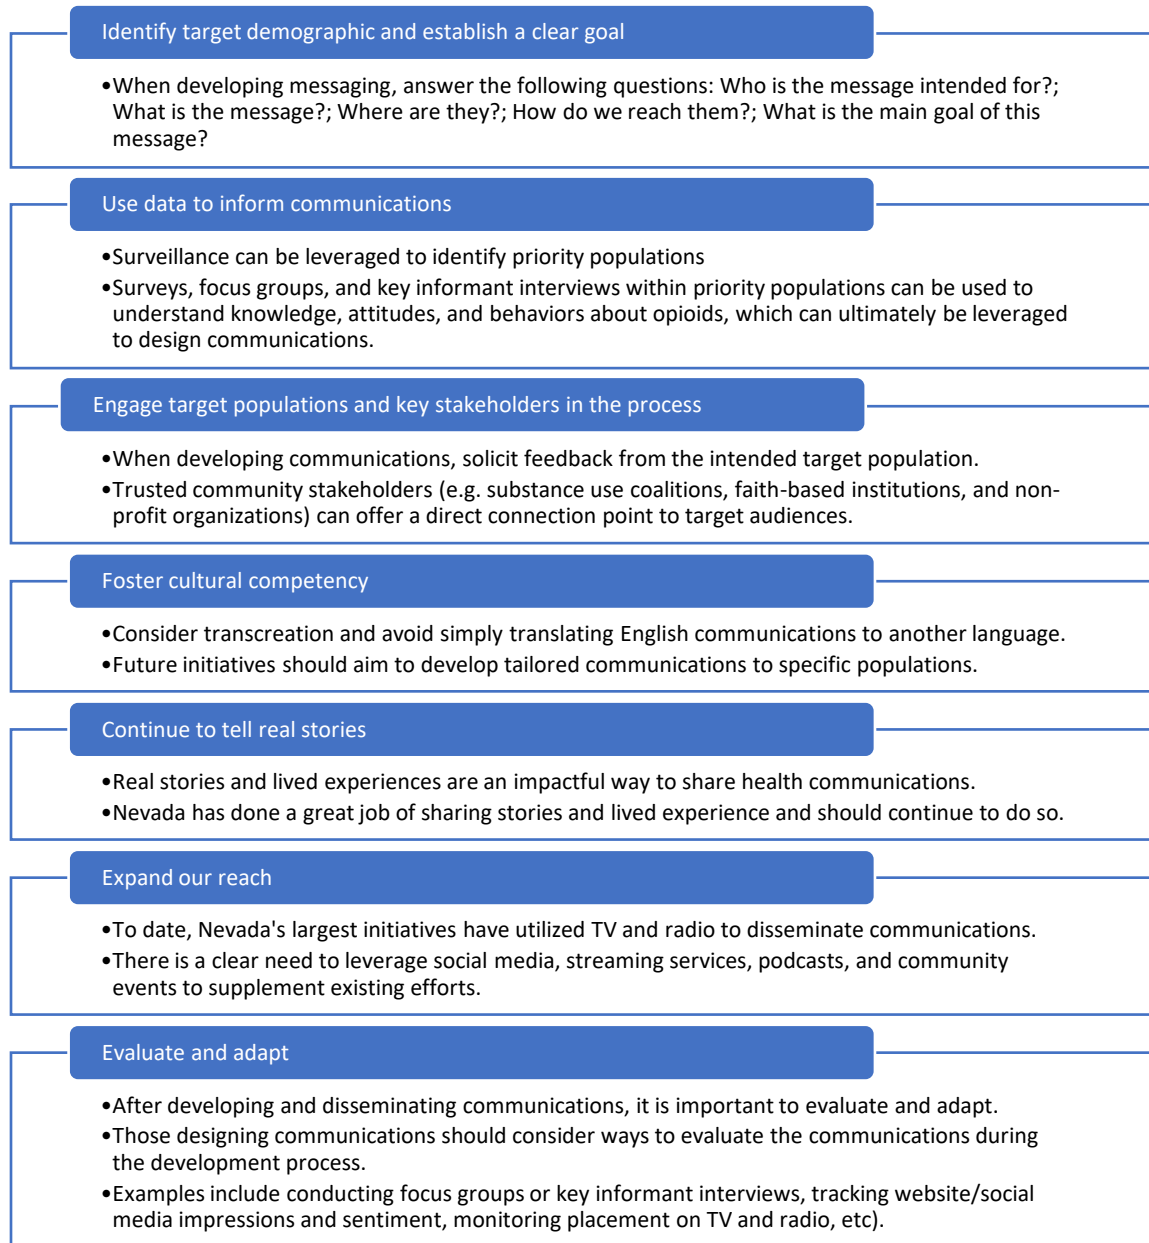 Identify target demographic and establish a clear goal
•When developing messaging, answer the following questions: Who is the message intended for?;
What is the message?; Where are they?; How do we reach them?; What is the main goal of this
message?
Use data to inform communications
•Surveillance can be leveraged to identify priority populations
•Surveys, focus groups, and key informant interviews within priority populations can be used to
understand knowledge, attitudes, and behaviors about opioids, which can ultimately be leveraged
to design communications.
Engage target populations and key stakeholders in the process
•When developing communications, solicit feedback from the intended target population.
•Trusted community stakeholders (e.g. substance use coalitions, faith-based institutions, and non-
profit organizations) can offer a direct connection point to target audiences.
Foster cultural competency
•Consider transcreation and avoid simply translating English communications to another language.
•Future initiatives should aim to develop tailored communications to specific populations.
Continue to tell real stories
•Real stories and lived experiences are an impactful way to share health communications.
•Nevada has done a great job of sharing stories and lived experience and should continue to do so.
Expand our reach
•To date, Nevada's largest initiatives have utilized TV and radio to disseminate communications.
•There is a clear need to leverage social media, streaming services, podcasts, and community
events to supplement existing efforts.
Evaluate and adapt
•After developing and disseminating communications, it is important to evaluate and adapt.
•Those designing communications should consider ways to evaluate the communications during
the development process.
•Examples include conducting focus groups or key informant interviews, tracking website/social
media impressions and sentiment, monitoring placement on TV and radio, etc).